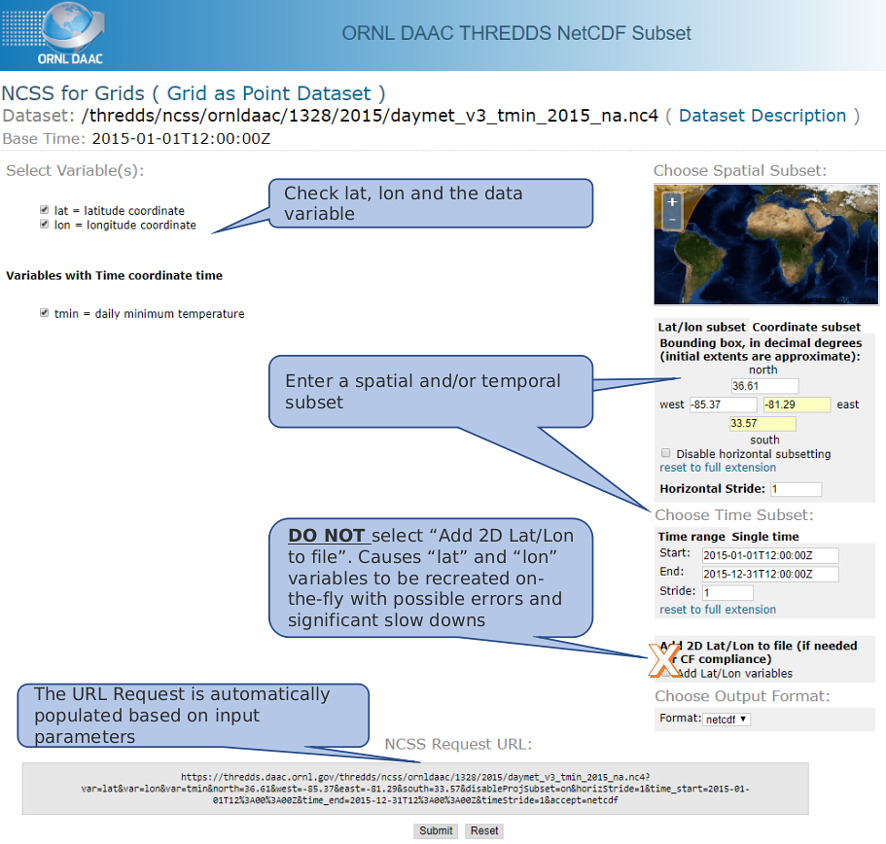 ORNL DAAC
ORNL DAAC THREDDS NetCDF Subset
NCSS for Grids ( Grid as Point Dataset )
Dataset: /thredds/ncss/ornldaac/1328/2015/daymet_v3_tmin_2015_na.nc4 ( Dataset Description )
Base Time: 2015-01-01T12:00:00Z
Select Variable(s):
lat = latitude coordinate
lon = longitude coordinate
Check lat, lon and the data
variable
Variables with Time coordinate time
tmin = daily minimum temperature
Choose Spatial Subset:
+
−
Lat/lon subset Coordinate subset
Bounding box, in decimal degrees
(initial extents are approximate):
north
36.61
west -85.37 -81.29 east
33.57
south
Disable horizontal subsetting
reset to full extension
Horizontal Stride: 1
Enter a spatial and/or temporal
subset
Choose Time Subset:
Time range Single time
Start: 2015-01-01T12:00:00Z
End: 2015-12-31T12:00:00Z
Stride: 1
reset to full extension
DO NOT select “Add 2D Lat/Lon
to file”. Causes “lat” and “lon”
variables to be recreated on-
the-fly with possible errors and
significant slow downs
Add 2D Lat/Lon to file (if needed
CF compliance)
X
Add Lat/Lon variables
Choose Output Format:
Format: netcdf
The URL Request is automatically
populated based on input
parameters
NCSS Request URL:
https://thredds.daac.ornl.gov/thredds/ncss/ornldaac/1328/2015/daymet_v3_tmin_2015_na.nc4?
var=lat&var=lon&var=tmin&north=36.61&west=-85.37&east=-81.29&south=33.57&disableProjSubset=on&horizStride=1&time_start=2015-01-
01T12%3A00%3A00Z&time_end=2015-12-31T12%3A00%3A00Z&timeStride=1&accept=netcdf
Submit Reset